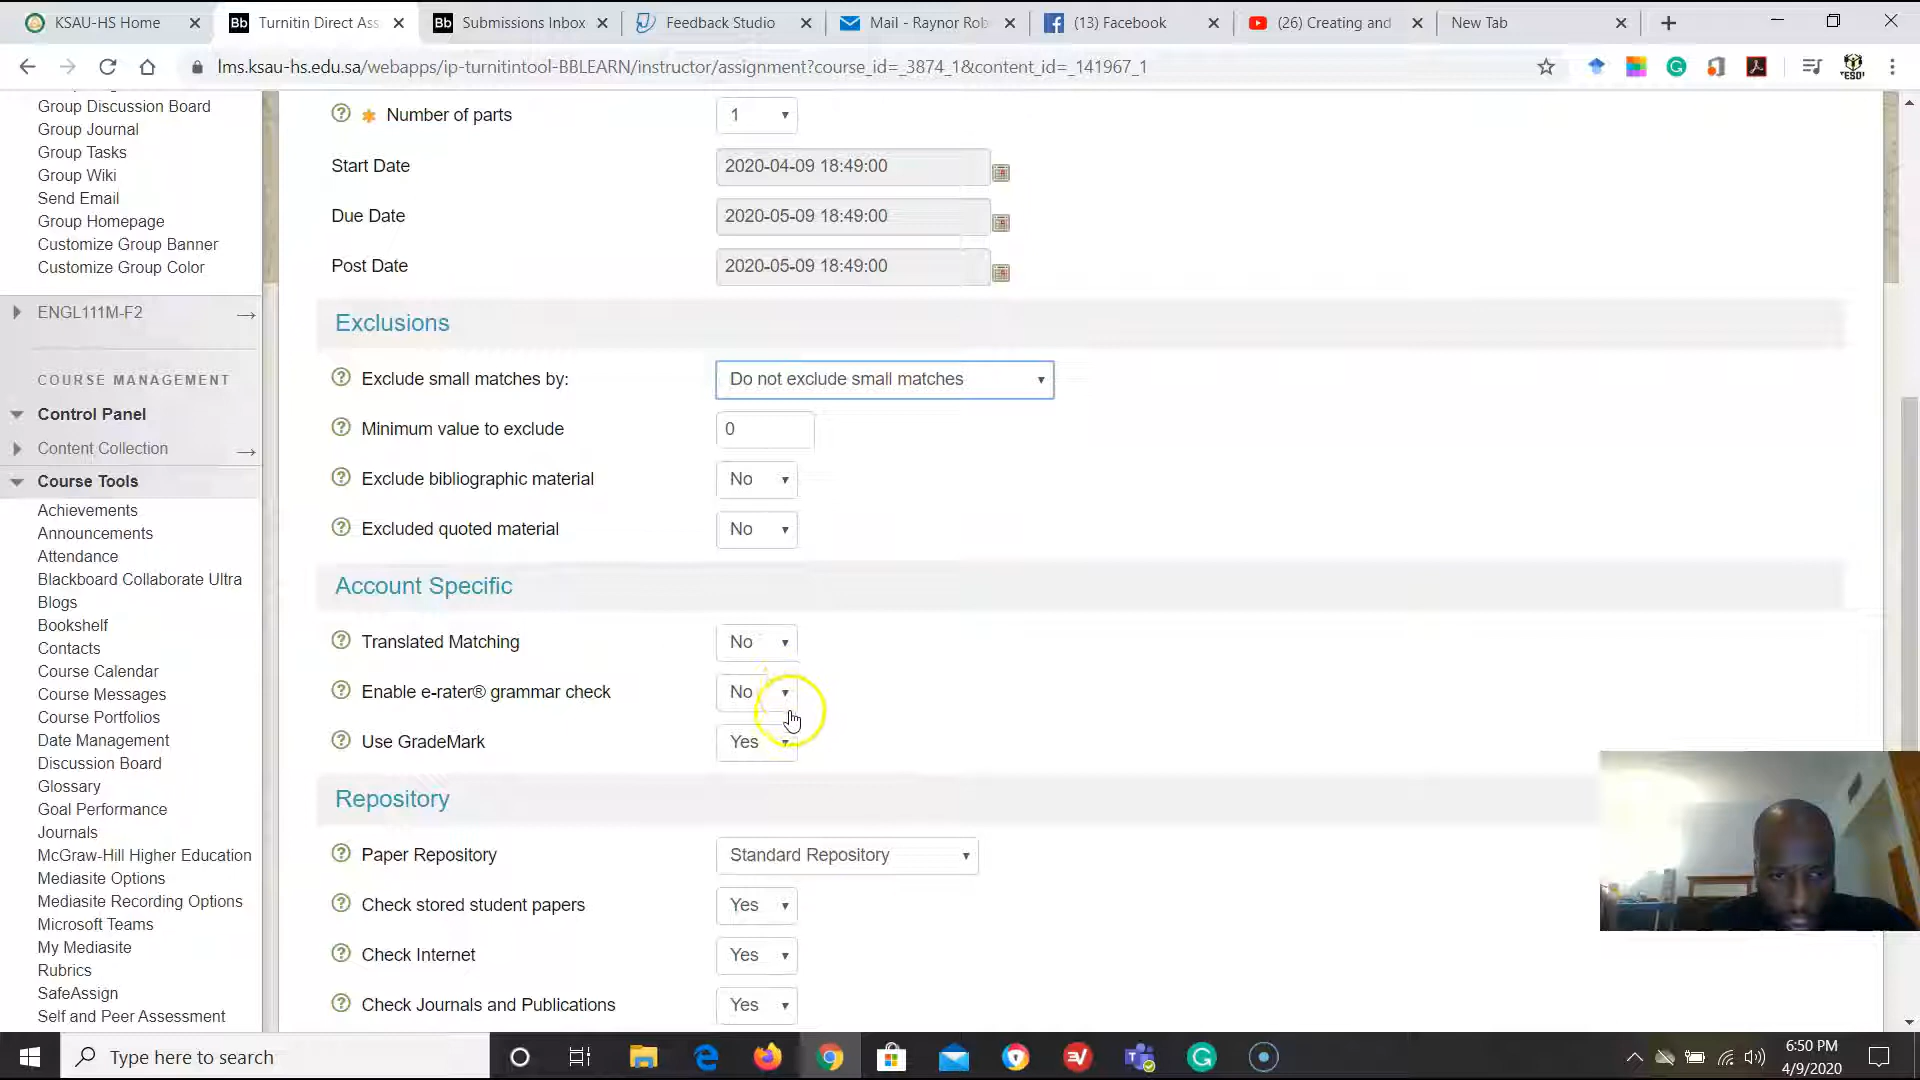 KSAU-HS Home
Turnitin Direct Ass
Submissions Inbox
Feedback Studio
Mail - Raynor Rob
(13) Facebook
(26) Creating and
New Tab
lms.ksau-hs.edu.sa/webapps/ip-turnitintool-BBLEARN/instructor/assignment?course_id=_3874_1&content_id=_141967_1
Group Discussion Board
Group Journal
Group Tasks
Group Wiki
Send Email
Group Homepage
Customize Group Banner
Customize Group Color
ENGL111M-F2
COURSE MANAGEMENT
Control Panel
Content Collection
Course Tools
Achievements
Announcements
Attendance
Blackboard Collaborate Ultra
Blogs
Bookshelf
Contacts
Course Calendar
Course Messages
Course Portfolios
Date Management
Discussion Board
Glossary
Goal Performance
Journals
McGraw-Hill Higher Education
Mediasite Options
Mediasite Recording Options
Microsoft Teams
My Mediasite
Rubrics
SafeAssign
Self and Peer Assessment
Number of parts 1
Start Date 2020-04-09 18:49:00
Due Date 2020-05-09 18:49:00
Post Date 2020-05-09 18:49:00
Exclusions
Exclude small matches by: Do not exclude small matches
Minimum value to exclude 0
Exclude bibliographic material No
Excluded quoted material No
Account Specific
Translated Matching No
Enable e-rater® grammar check No
Use GradeMark Yes
Repository
Paper Repository Standard Repository
Check stored student papers Yes
Check Internet Yes
Check Journals and Publications Yes
Type here to search
6:50 PM
4/9/2020